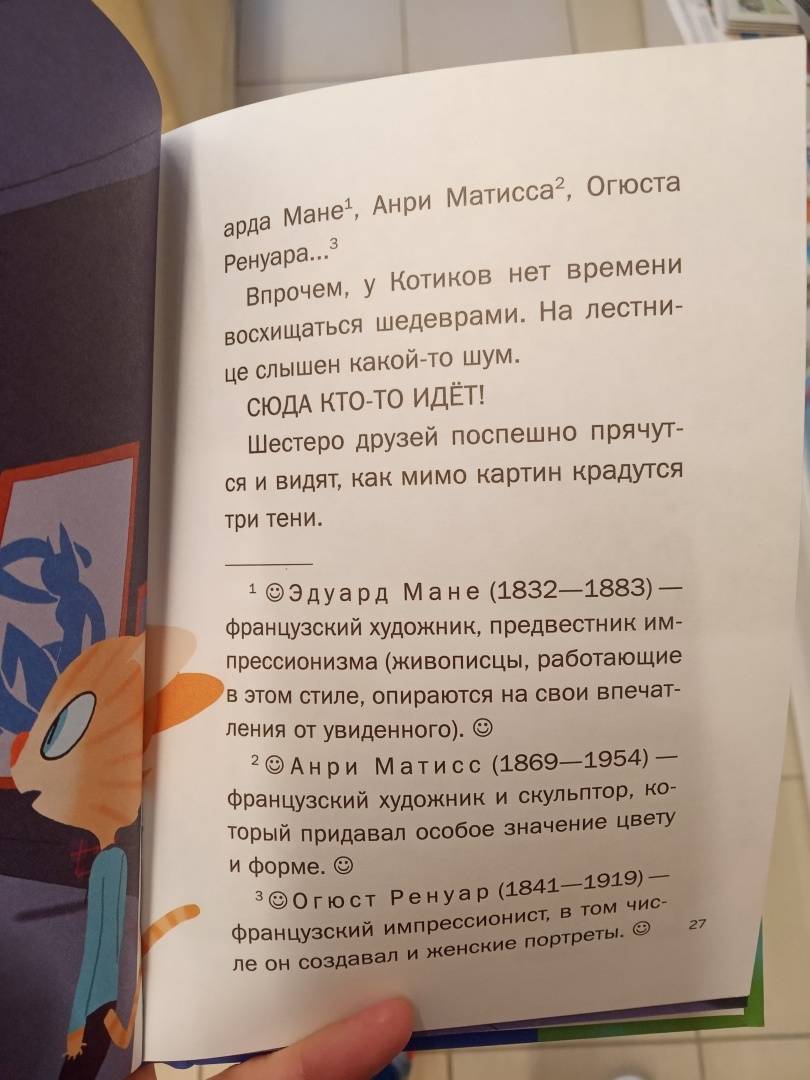 арда Мане¹, Анри Матисса², Огюста
Ренуара...³
Впрочем, у Котиков нет времени
восхищаться шедеврами. На лестни-
це слышен какой-то шум.
СЮДА КТО-ТО ИДЁТ!
Шестеро друзей поспешно прячут-
ся и видят, как мимо картин крадутся
три тени.
¹ ☺Эдуард Мане (1832—1883) —
французский художник, предвестник им-
прессионизма (живописцы, работающие
в этом стиле, опираются на свои впечат-
ления от увиденного). ☺
² ☺Анри Матисс (1869—1954) —
французский художник и скульптор, ко-
торый придавал особое значение цвету
и форме. ☺
³ ☺Огюст Ренуар (1841—1919) —
французский импрессионист, в том чис-
ле он создавал и женские портреты. ☺
27